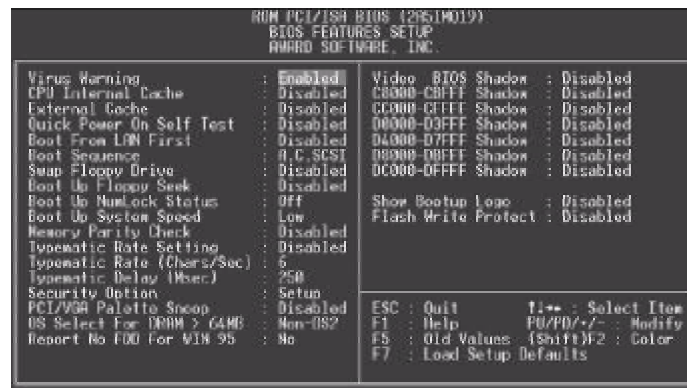 ROM PCI/ISA BIOS (2A5IMO19)
BIOS FEATURES SETUP
AWARD SOFTWARE, INC.
Virus Warning : Enabled
CPU Internal Cache : Disabled
External Cache : Disabled
Quick Power On Self Test : Disabled
Boot From LAN First : Disabled
Boot Sequence : A,C,SCSI
Swap Floppy Drive : Disabled
Boot Up Floppy Seek : Disabled
Boot Up NumLock Status : Off
Boot Up System Speed : Low
Memory Parity Check : Disabled
Typematic Rate Setting : Disabled
Typematic Rate (Chars/Sec) : 6
Typematic Delay (Msec) : 250
Security Option : Setup
PCI/VGA Palette Snoop : Disabled
OS Select For DRAM > 64MB : Non-OS2
Report No FDD For WIN 95 : No
Video BIOS Shadow : Disabled
C8000-CBFFF Shadow : Disabled
CC000-CFFFF Shadow : Disabled
D0000-D3FFF Shadow : Disabled
D4000-D7FFF Shadow : Disabled
D8000-DBFFF Shadow : Disabled
DC000-DFFFF Shadow : Disabled
Show Bootup Logo : Disabled
Flash Write Protect : Disabled
ESC : Quit ↑↓→← : Select Item
F1 : Help PU/PD/+/- : Modify
F5 : Old Values (Shift)F2 : Color
F7 : Load Setup Defaults